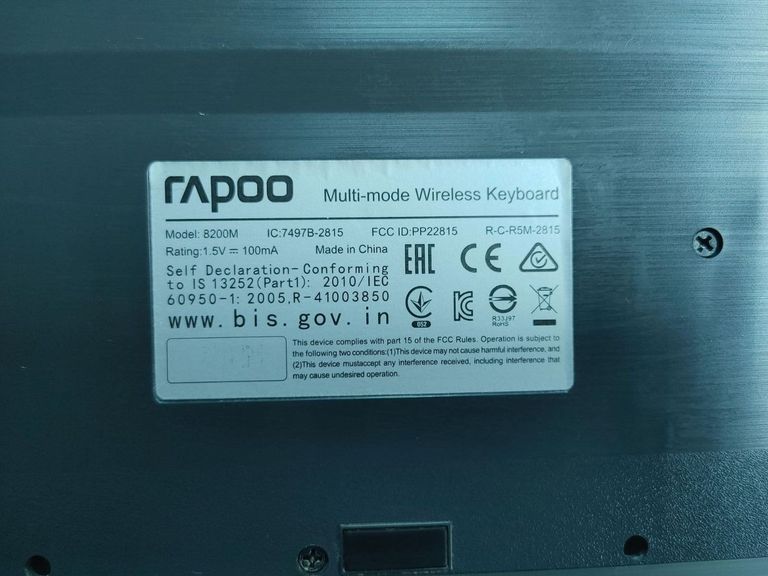 rapoo
Multi-mode Wireless Keyboard
Model: 8200M IC:7497B-2815 FCC ID:PP22815 R-C-R5M-2815
Rating:1.5V⎓100mA Made in China
Self Declaration-Conforming
to IS 13252(Part1): 2010/IEC
60950-1: 2005,R-41003850
www.bis.gov.in
EAC CE
052
R33J97
RoHS
This device complies with part 15 of the FCC Rules. Operation is subject to
the following two conditions:(1)This device may not cause harmful interference, and
(2)This device mustaccept any interference received, including interference that
may cause undesired operation.